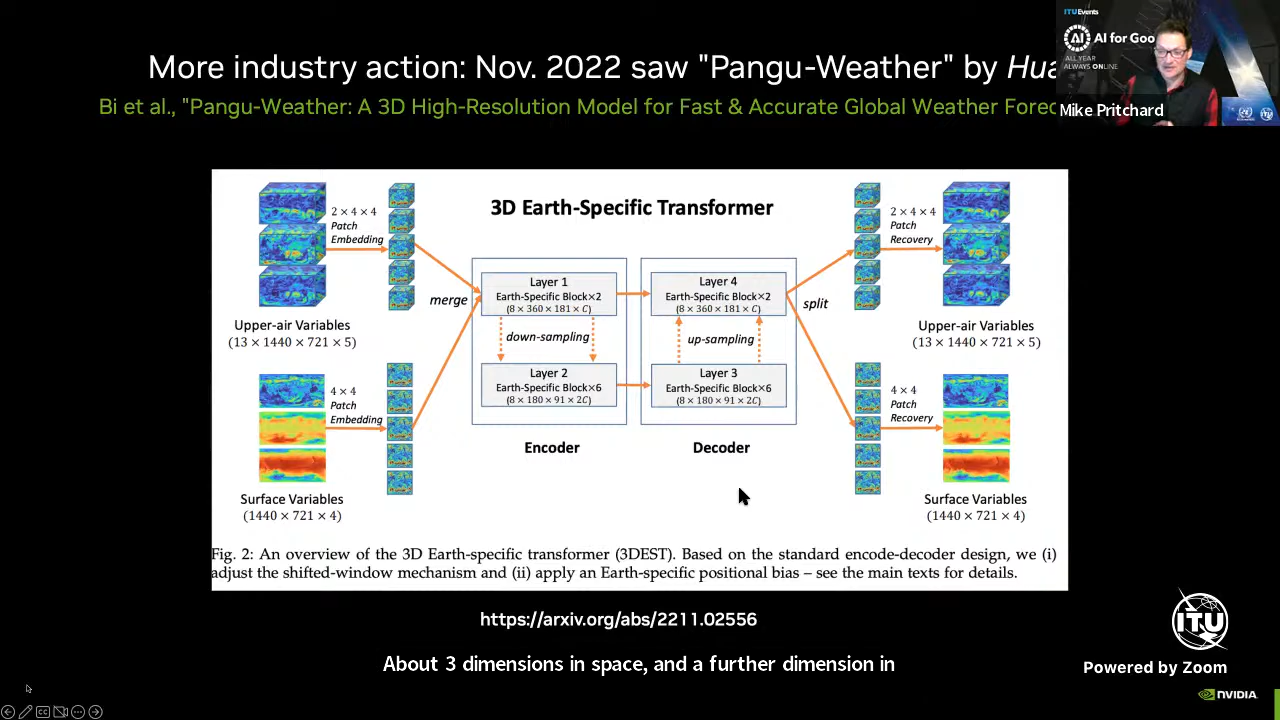 More industry action: Nov. 2022 saw "Pangu-Weather" by Hua
Bi et al., "Pangu-Weather: A 3D High-Resolution Model for Fast & Accurate Global Weather Forec
ITUEvents
AI AI for Goo
ALL YEAR
ALWAYS ONLINE
Mike Pritchard
3D Earth-Specific Transformer
2 × 4 × 4
Patch
Embedding
Upper-air Variables
(13 × 1440 × 721 × 5)
4 × 4
Patch
Embedding
Surface Variables
(1440 × 721 × 4)
merge
Layer 1
Earth-Specific Block×2
(8 × 360 × 181 × C)
down-sampling
Layer 2
Earth-Specific Block×6
(8 × 180 × 91 × 2C)
Encoder
Layer 4
Earth-Specific Block×2
(8 × 360 × 181 × C)
up-sampling
Layer 3
Earth-Specific Block×6
(8 × 180 × 91 × 2C)
Decoder
split
2 × 4 × 4
Patch
Recovery
Upper-air Variables
(13 × 1440 × 721 × 5)
4 × 4
Patch
Recovery
Surface Variables
(1440 × 721 × 4)
Fig. 2: An overview of the 3D Earth-specific transformer (3DEST). Based on the standard encode-decoder design, we (i)
adjust the shifted-window mechanism and (ii) apply an Earth-specific positional bias – see the main texts for details.
https://arxiv.org/abs/2211.02556
About 3 dimensions in space, and a further dimension in
ITU
Powered by Zoom
NVIDIA